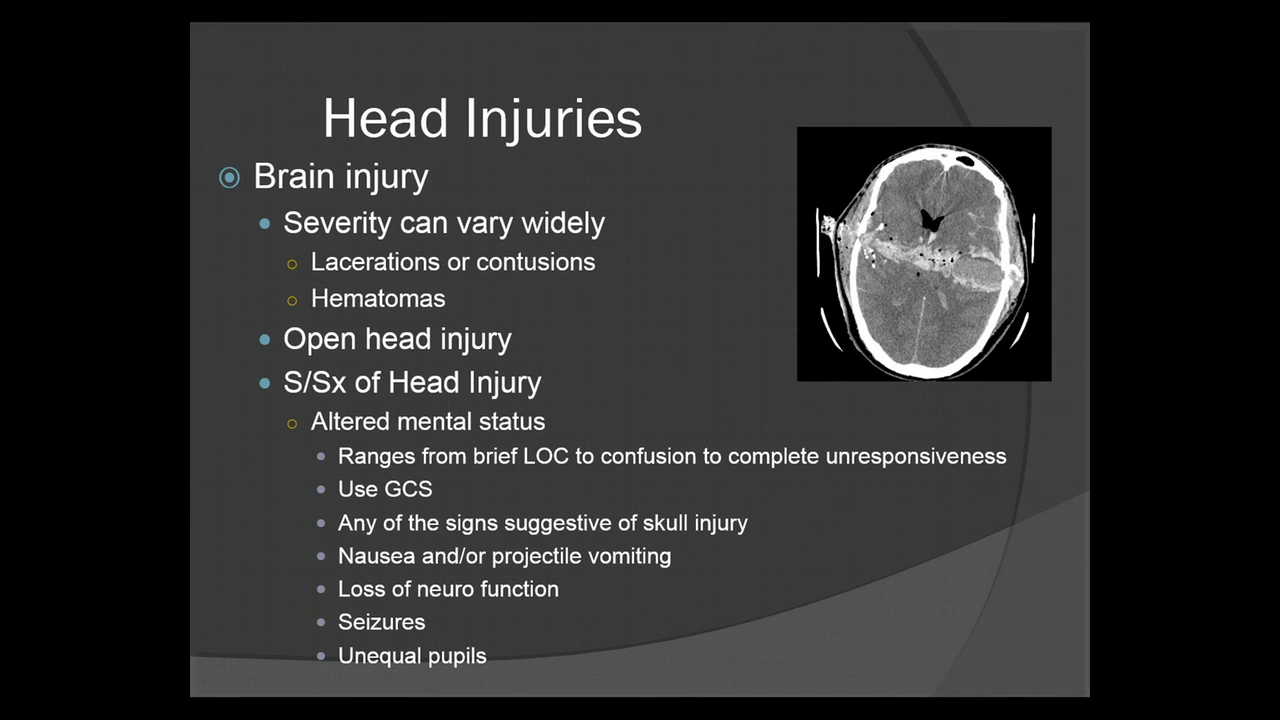 Head Injuries
Brain injury
Severity can vary widely
Lacerations or contusions
Hematomas
Open head injury
S/Sx of Head Injury
Altered mental status
Ranges from brief LOC to confusion to complete unresponsiveness
Use GCS
Any of the signs suggestive of skull injury
Nausea and/or projectile vomiting
Loss of neuro function
Seizures
Unequal pupils